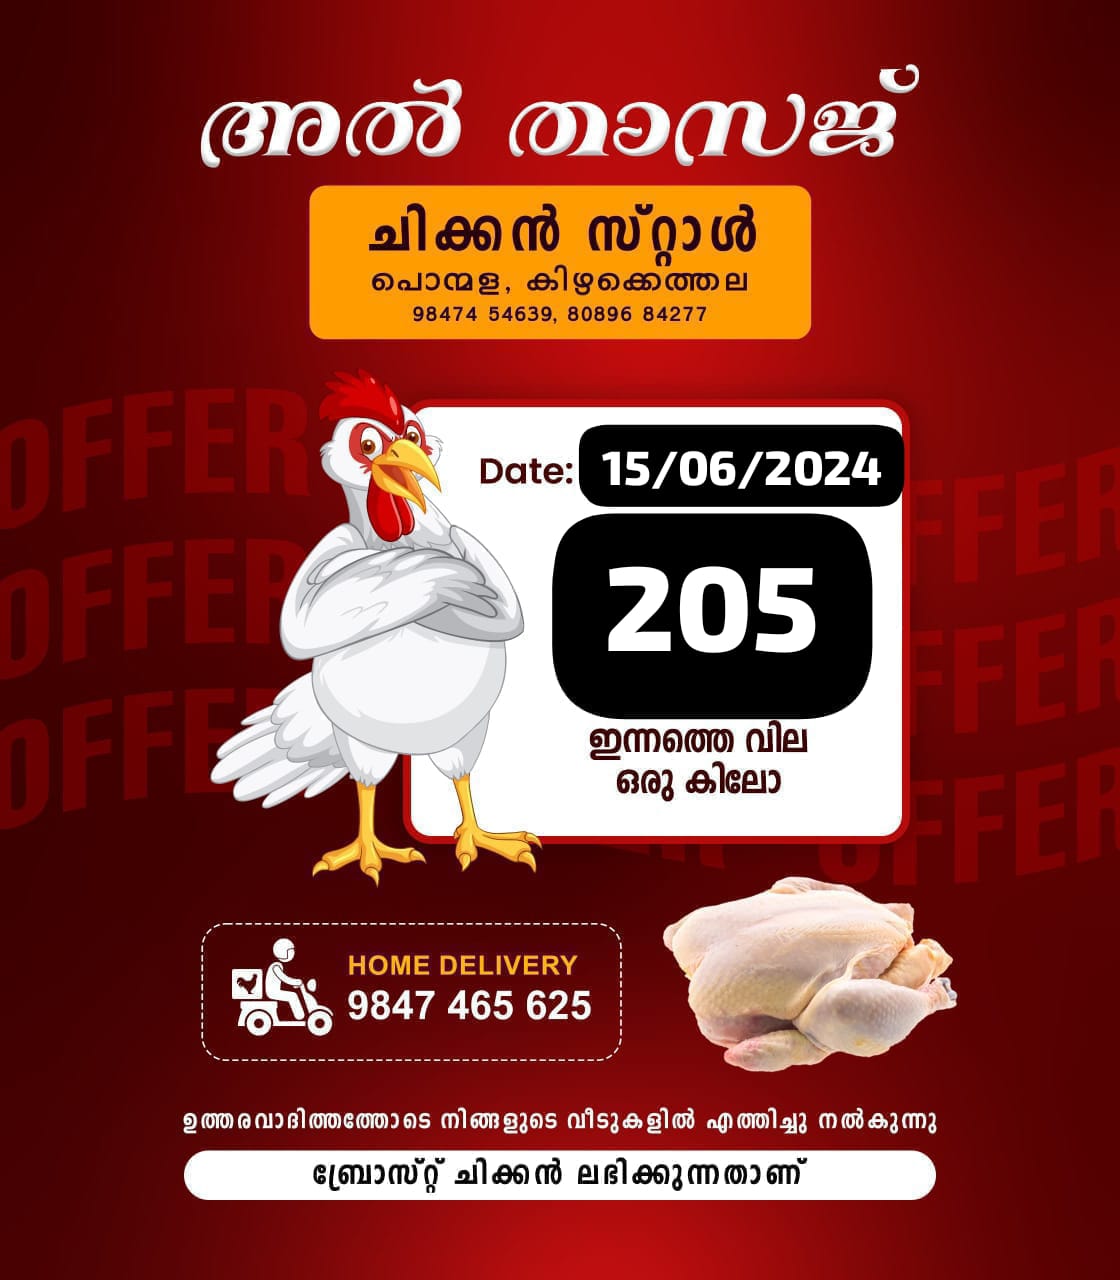 അൽ താസജ്
ചിക്കൻ സ്റ്റാൾ
പൊന്മള, കിഴക്കെത്തല
98474 54639, 80896 84277
OFFER
OFFER
OFFER
OFFER
OFFER
OFFER
Date: 15/06/2024
205
ഇന്നത്തെ വില
ഒരു കിലോ
HOME DELIVERY
9847 465 625
ഉത്തരവാദിത്തത്തോടെ നിങ്ങളുടെ വീടുകളിൽ എത്തിച്ചു നൽകുന്നു
ബ്രോസ്റ്റ് ചിക്കൻ ലഭിക്കുന്നതാണ്